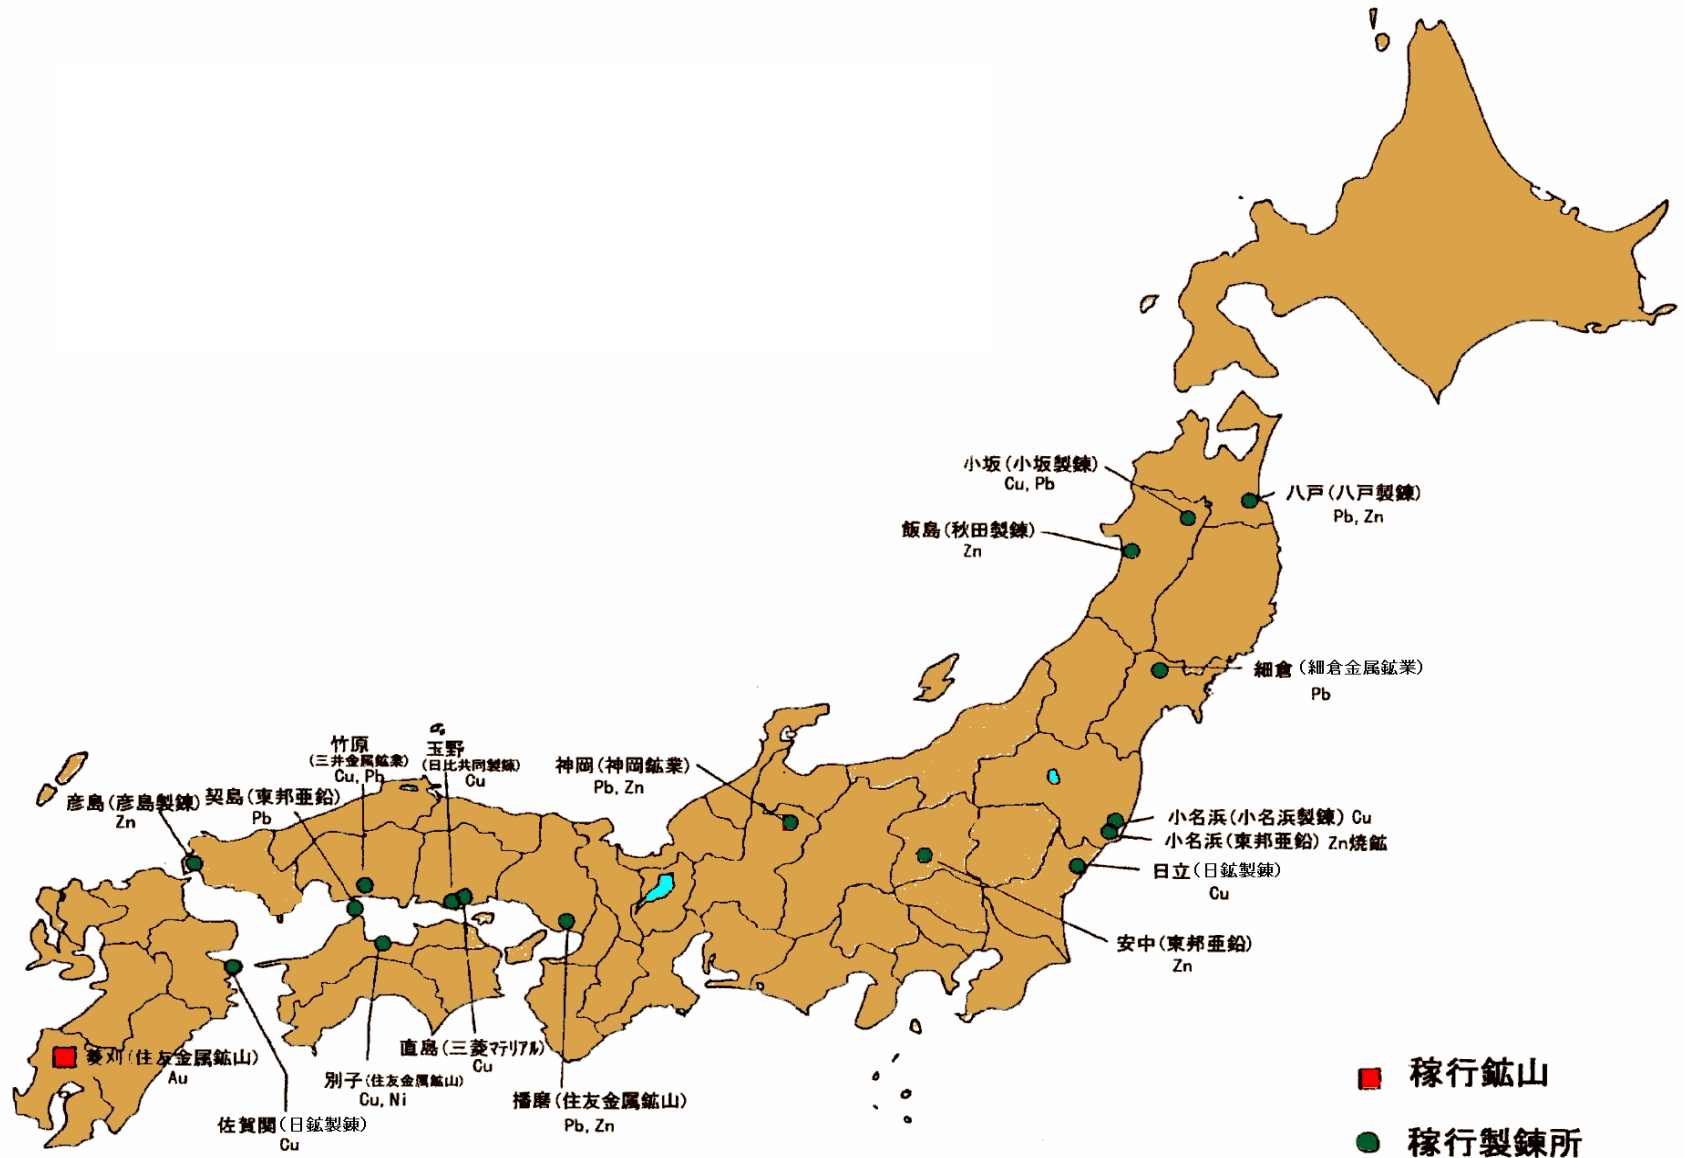 小坂(小坂製錬)
Cu, Pb
八戸(八戸製錬)
Pb, Zn
飯島(秋田製錬)
Zn
細倉(細倉金属鉱業)
Pb
竹原
(三井金属鉱業)
Cu, Pb
玉野
(日比共同製錬)
Cu
神岡(神岡鉱業)
Pb, Zn
彦島(彦島製錬)
Zn
契島(東邦亜鉛)
Pb
小名浜(小名浜製錬) Cu
小名浜(東邦亜鉛) Zn焼鉱
日立(日鉱製錬)
Cu
安中(東邦亜鉛)
Zn
菱刈(住友金属鉱山)
Au
直島(三菱マテリアル)
Cu
別子(住友金属鉱山)
Cu, Ni
播磨(住友金属鉱山)
Pb, Zn
佐賀関(日鉱製錬)
Cu
稼行鉱山
稼行製錬所